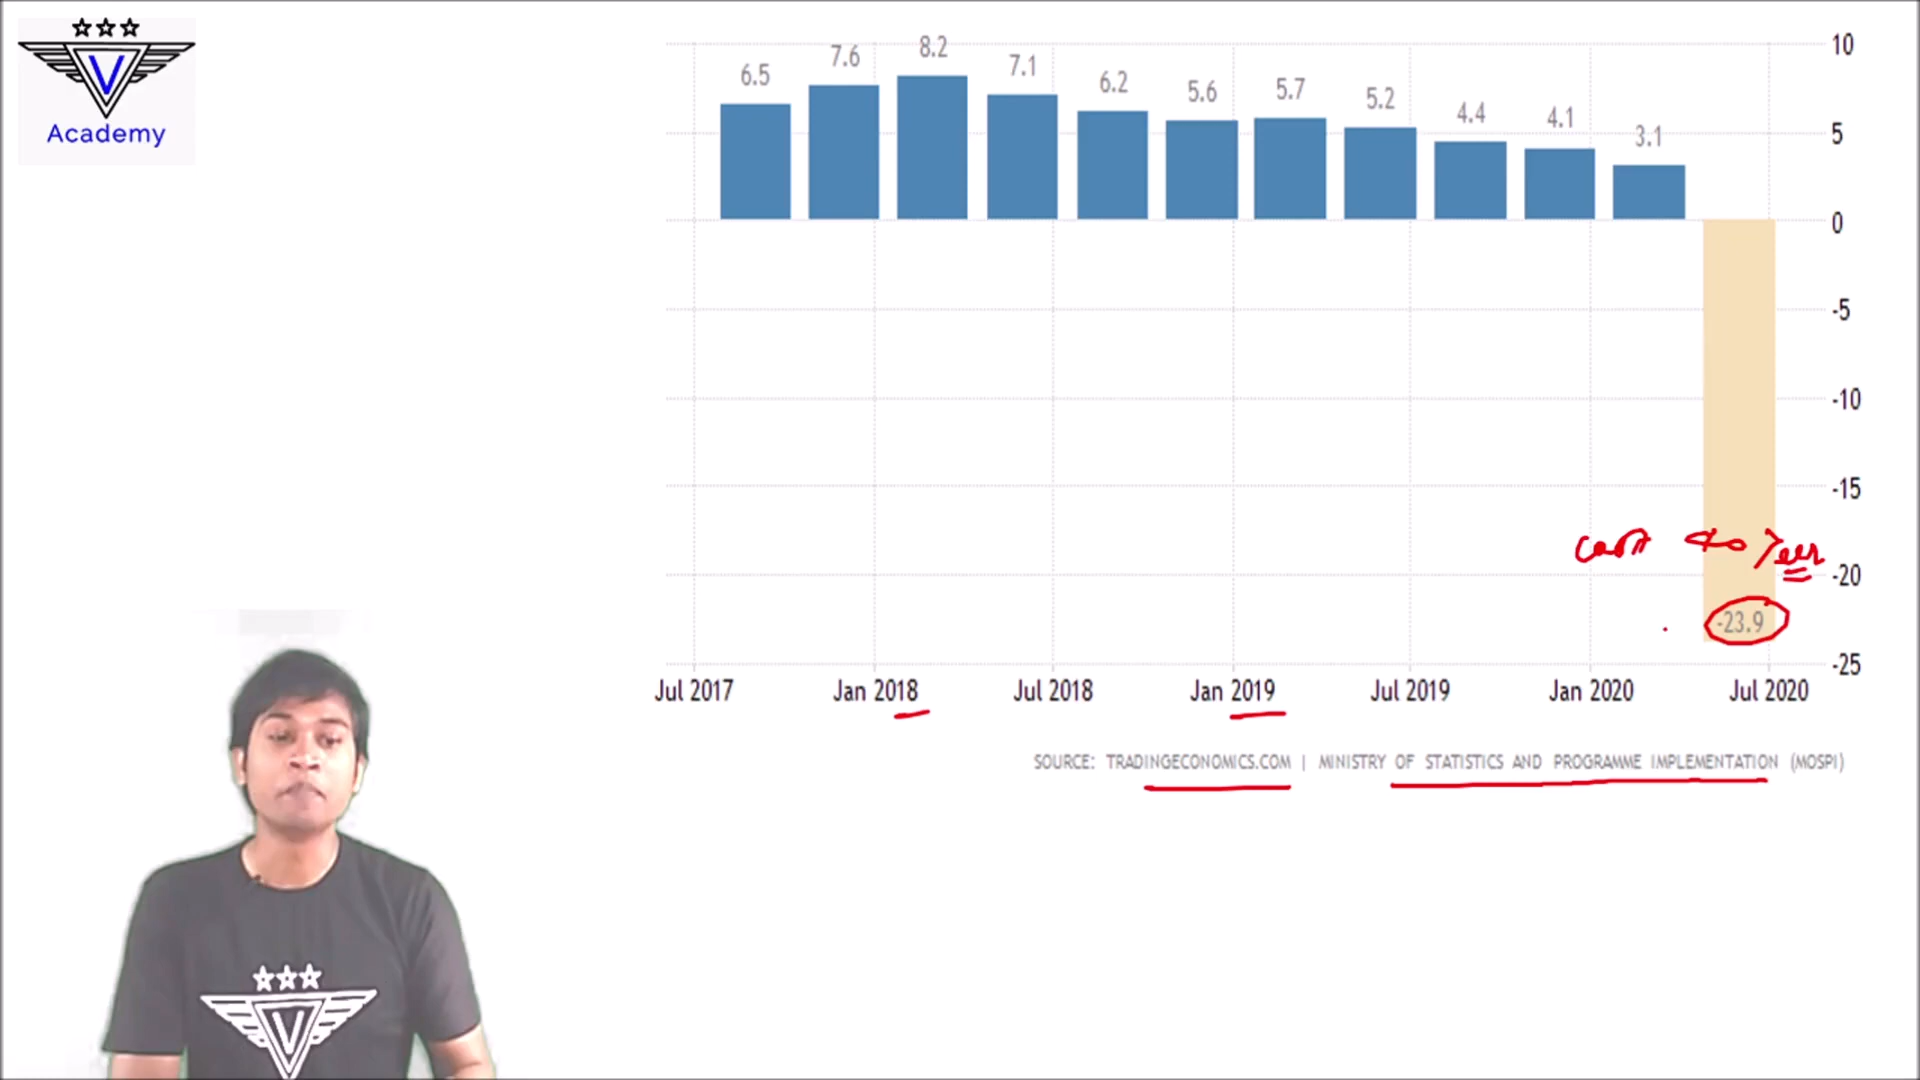 V
Academy
6.5
7.6
8.2
7.1
6.2
5.6
5.7
5.2
4.4
4.1
3.1
-23.9
10
5
0
-5
-10
-15
-20
-25
Last 40 Year
Jul 2017
Jan 2018
Jul 2018
Jan 2019
Jul 2019
Jan 2020
Jul 2020
SOURCE: TRADINGECONOMICS.COM | MINISTRY OF STATISTICS AND PROGRAMME IMPLEMENTATION (MOSPI)
V